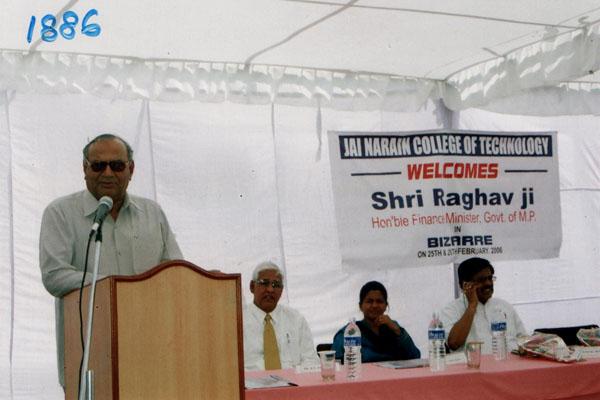 1886
JAI NARAIN COLLEGE OF TECHNOLOGY
WELCOMES
Shri Raghav ji
Hon'ble Finance Minister, Govt. of M.P.
IN
BIZARRE
ON 25TH & 26TH FEBRUARY, 2006